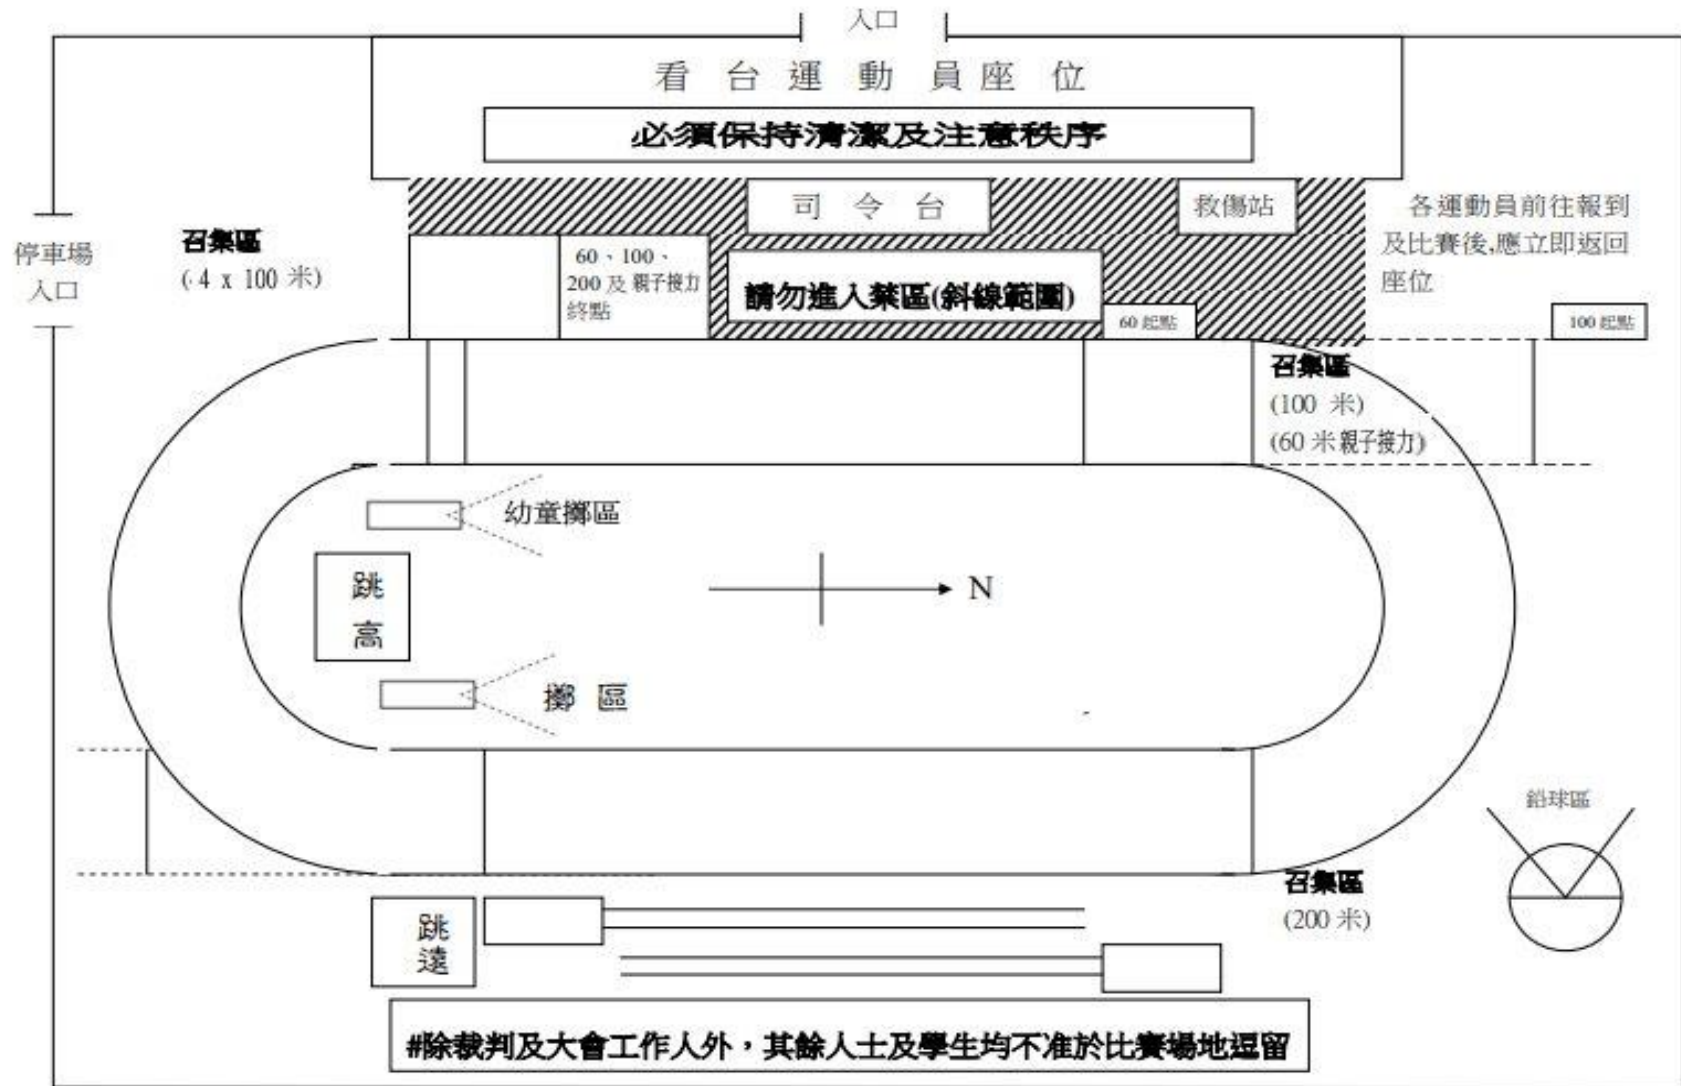 入口
看 台 運 動 員 座 位
必須保持清潔及注意秩序
司 令 台
救傷站
各運動員前往報到
及比賽後,應立即返回
座位
停車場
入口
召集區
(4 x 100 米)
60、100、
200 及 親子接力
終點
請勿進入禁區(斜線範圍)
60 起點
100 起點
召集區
(100 米)
(60 米親子接力)
幼童擲區
跳
高
N
擲 區
鉛球區
召集區
(200 米)
跳
遠
#除裁判及大會工作人外，其餘人士及學生均不准於比賽場地逗留